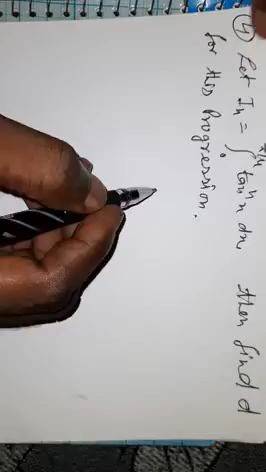 ④ Let Iₙ = ∫₀^π/4 tanⁿx dx, then find d
for this Progression.